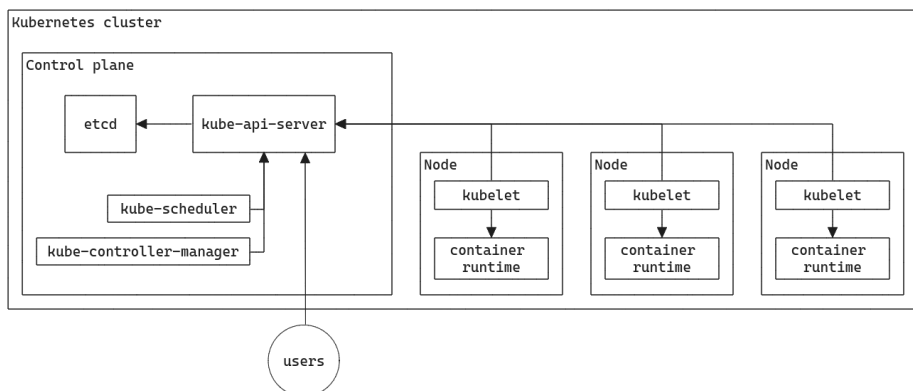 Kubernetes cluster
Control plane
etcd
kube-api-server
kube-scheduler
kube-controller-manager
Node
kubelet
container
runtime
Node
kubelet
container
runtime
Node
kubelet
container
runtime
users